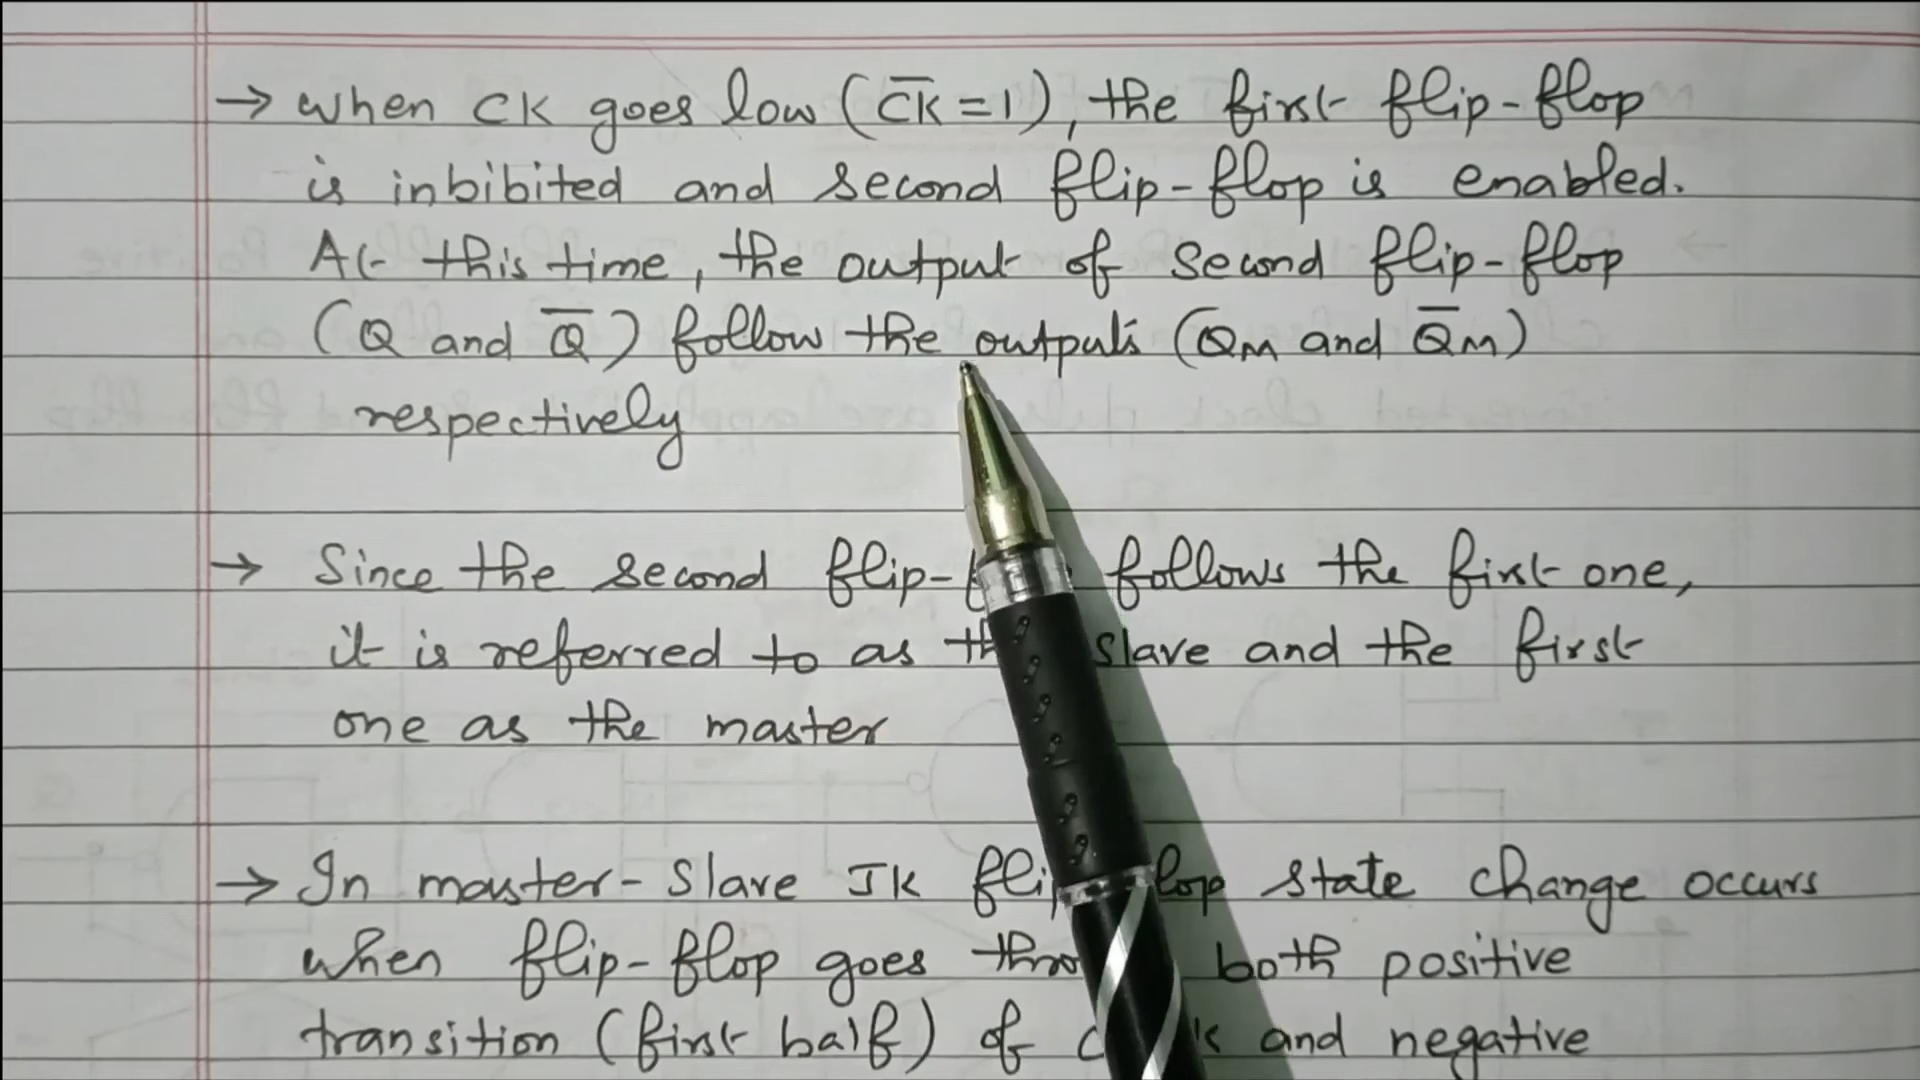 → when CK goes low (C̅K̅ = 1), the first flip-flop
is inbibited and second flip-flop is enabled.
At this time, the output of second flip-flop
(Q and Q̅) follow the outputs (QM and Q̅M)
respectively
→ Since the second flip- follows the first one,
it is referred to as slave and the first
one as the master
→ In master-slave JK state change occurs
when flip-flop goes both positive
transition (first half) of and negative